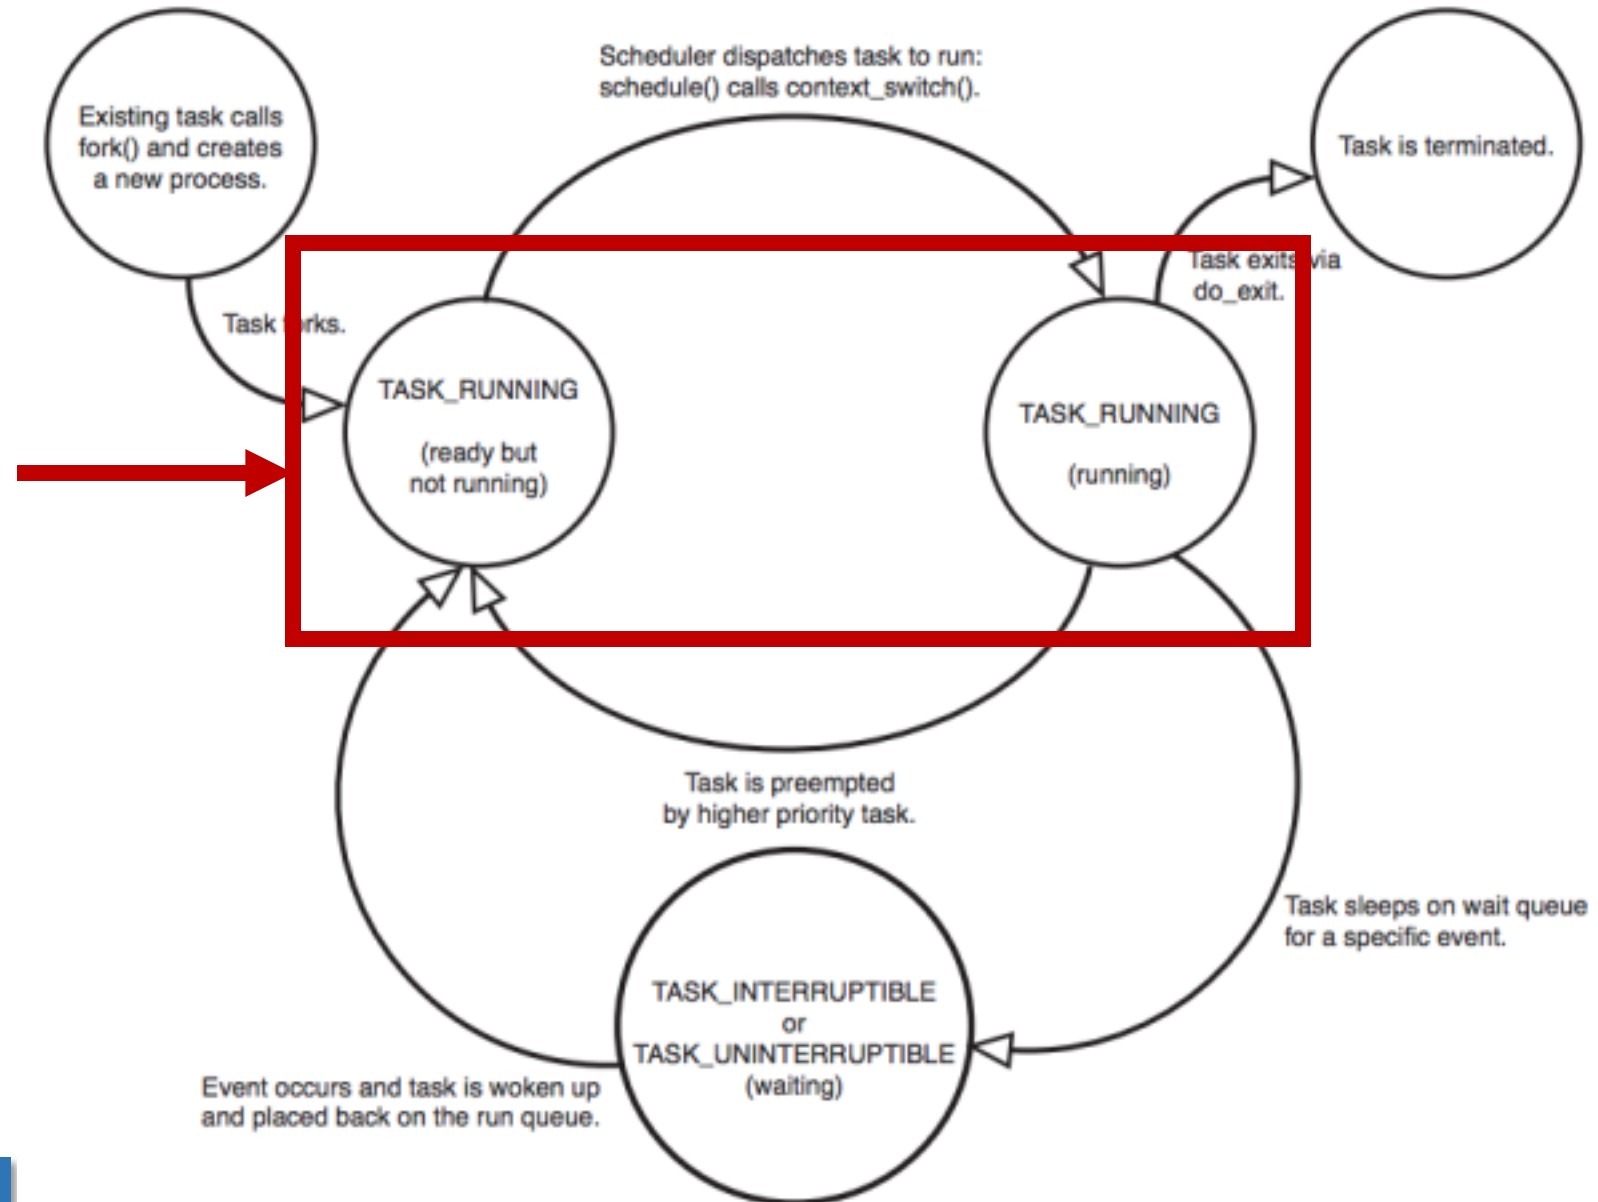 Scheduler dispatches task to run:
schedule() calls context_switch().
Existing task calls
fork() and creates
a new process.
Task is terminated.
Task exits via
do_exit.
Task forks.
TASK_RUNNING
(ready but
not running)
TASK_RUNNING
(running)
Task is preempted
by higher priority task.
Task sleeps on wait queue
for a specific event.
TASK_INTERRUPTIBLE
or
TASK_UNINTERRUPTIBLE
(waiting)
Event occurs and task is woken up
and placed back on the run queue.